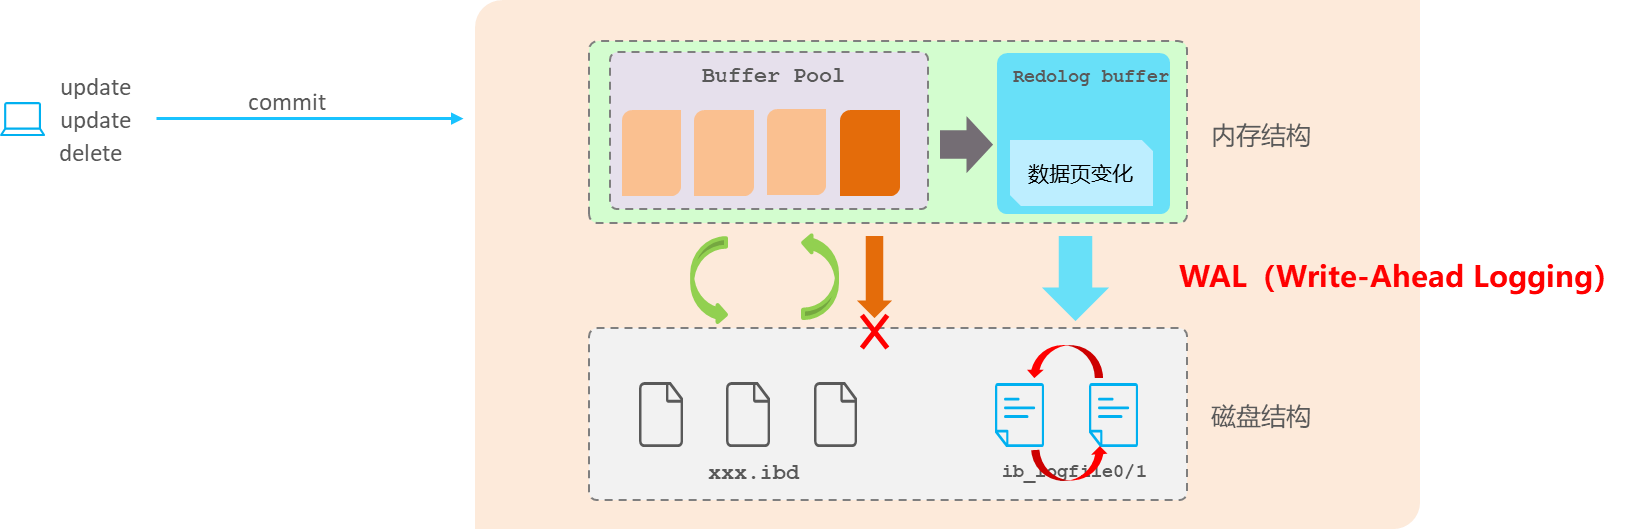 update
update
delete
commit
Buffer Pool
Redolog buffer
数据页变化
内存结构
WAL（Write-Ahead Logging）
xxx.ibd
ib_logfile0/1
磁盘结构